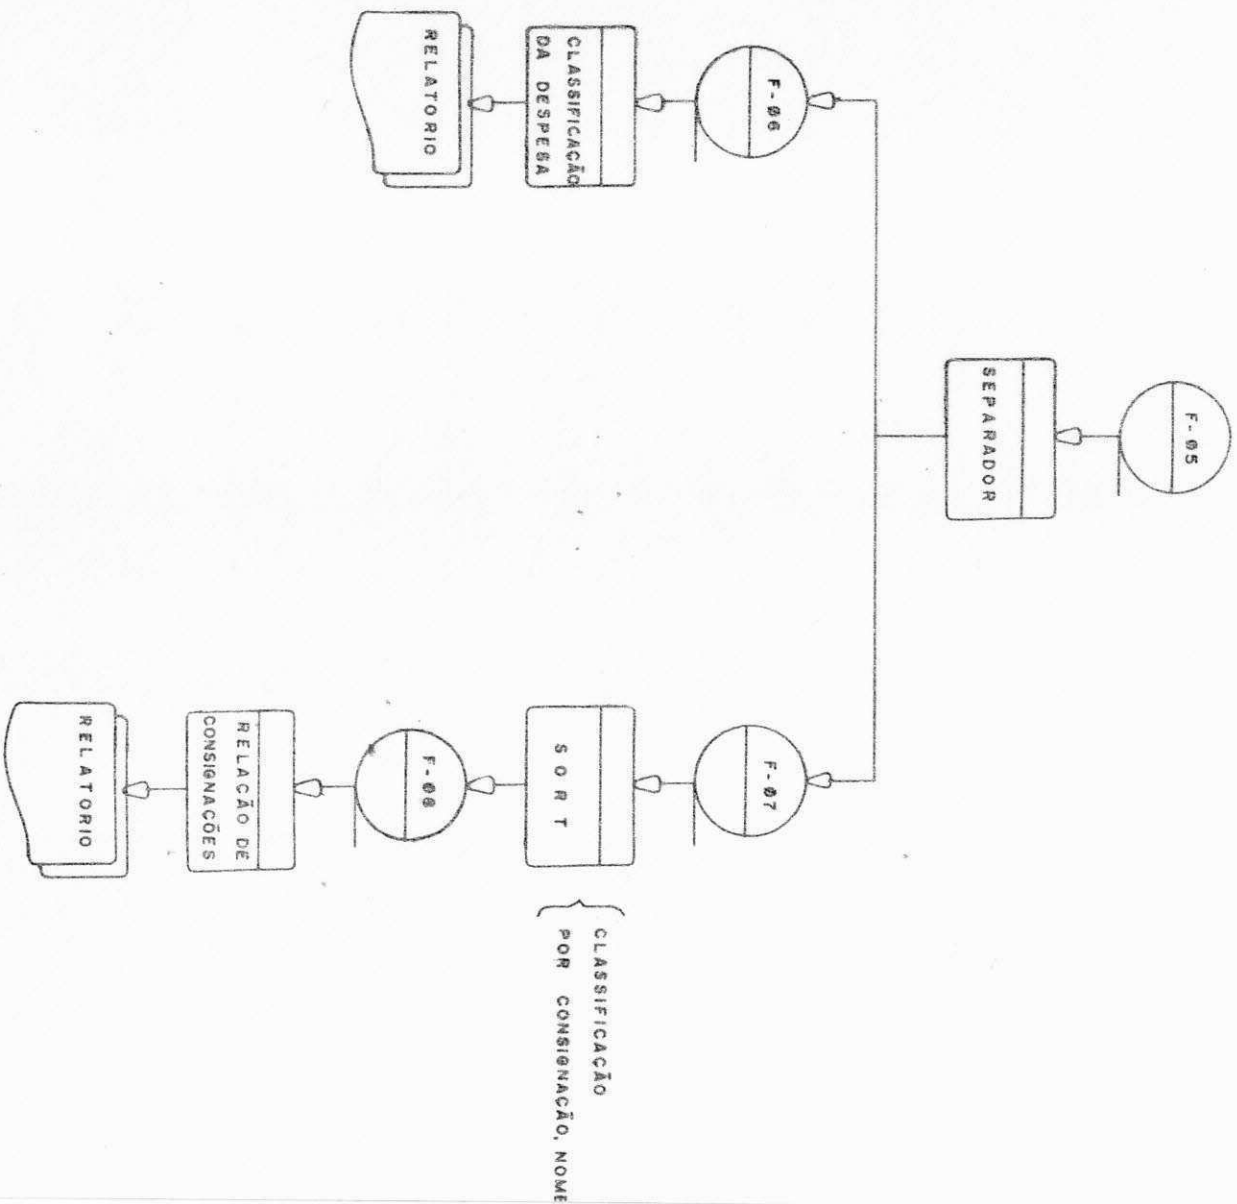 F-05
SEPARADOR
F-06
CLASSIFICAÇÃO
DA DESPESA
RELATORIO
F-07
SORT
CLASSIFICAÇÃO
POR CONSIGNAÇÃO, NOME
F-08
RELAÇÃO DE
CONSIGNAÇÕES
RELATORIO